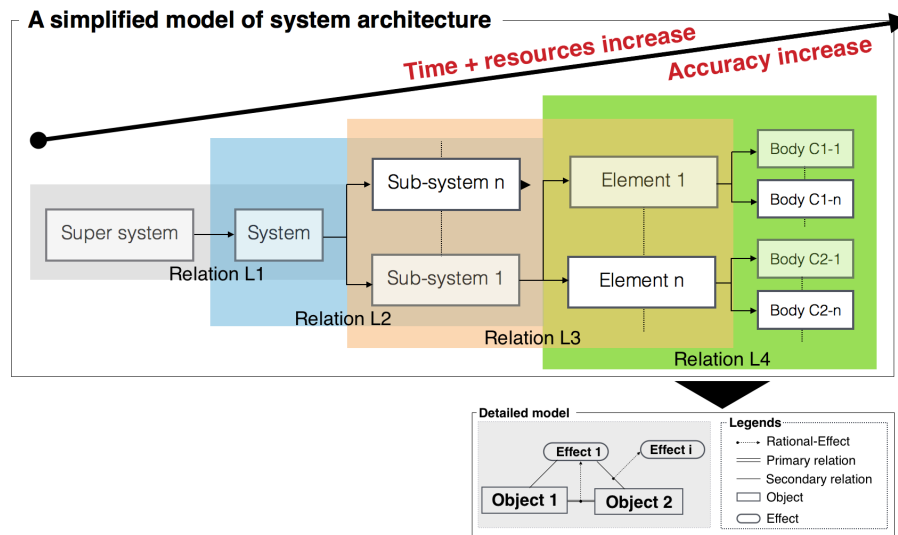 A simplified model of system architecture
Time + resources increase
Accuracy increase
Super system
System
Sub-system n
Sub-system 1
Element 1
Element n
Body C1-1
Body C1-n
Body C2-1
Body C2-n
Relation L1
Relation L2
Relation L3
Relation L4
Detailed model
Effect 1
Effect i
Object 1
Object 2
Legends
Rational-Effect
Primary relation
Secondary relation
Object
Effect